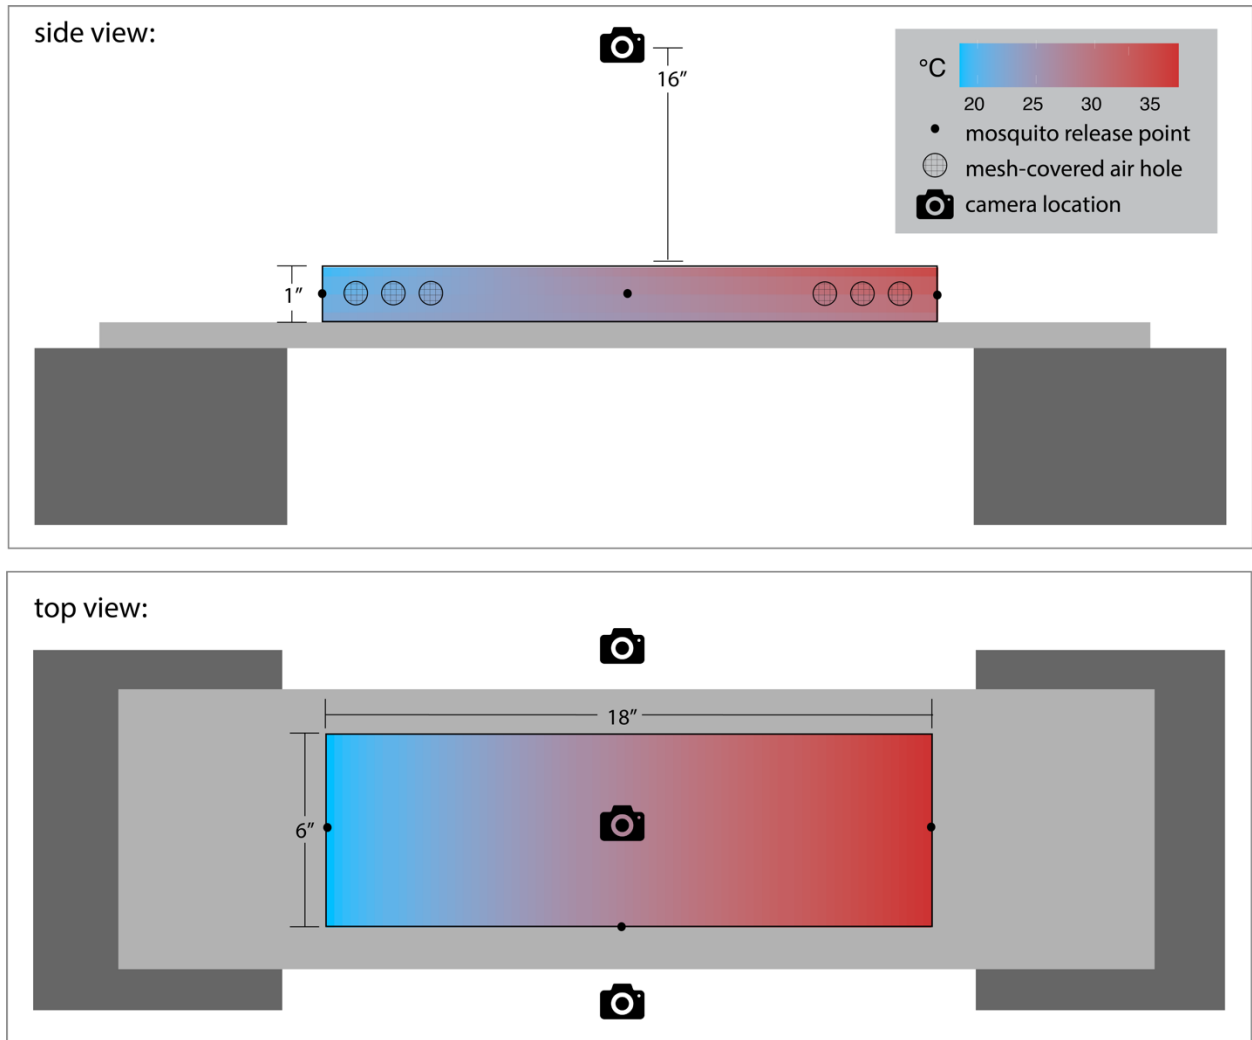 side view:
16”
°C
20 25 30 35
mosquito release point
mesh-covered air hole
camera location
1”
top view:
18”
6”